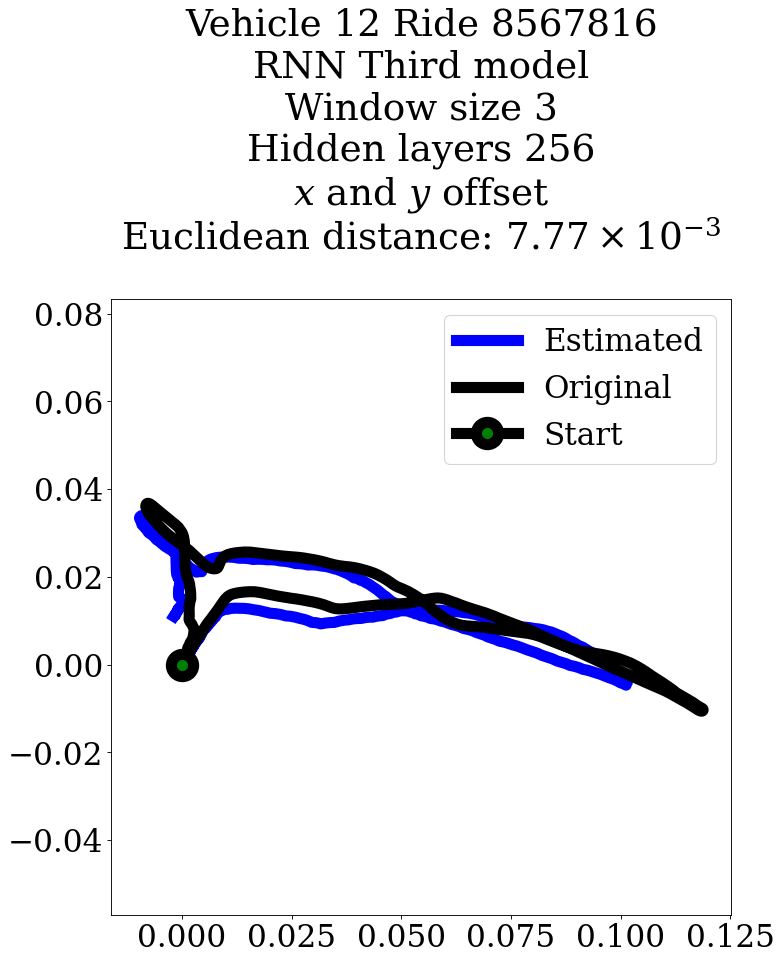 Vehicle 12 Ride 8567816
RNN Third model
Window size 3
Hidden layers 256
x and y offset
Euclidean distance: 7.77 × 10⁻³
Estimated
Original
Start
0.08
0.06
0.04
0.02
0.00
−0.02
−0.04
0.000 0.025 0.050 0.075 0.100 0.125